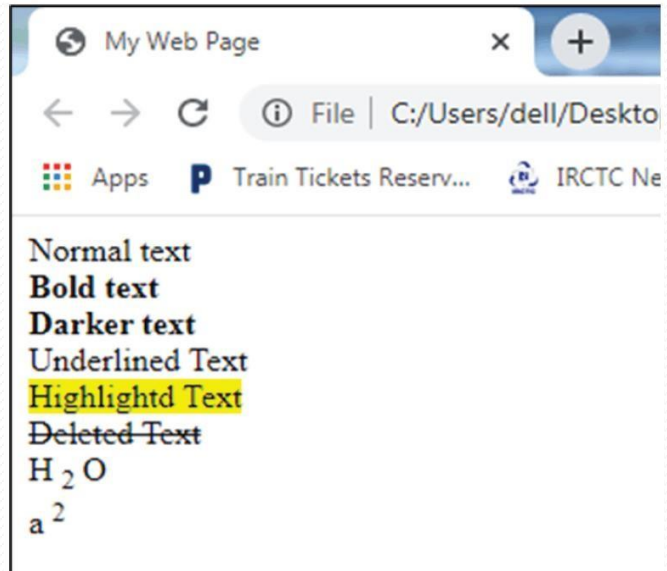 My Web Page
File | C:/Users/dell/Deskto
Apps P Train Tickets Reserv... IRCTC Ne
Normal text
Bold text
Darker text
Underlined Text
Highlightd Text
Deleted Text
H 2 O
a 2